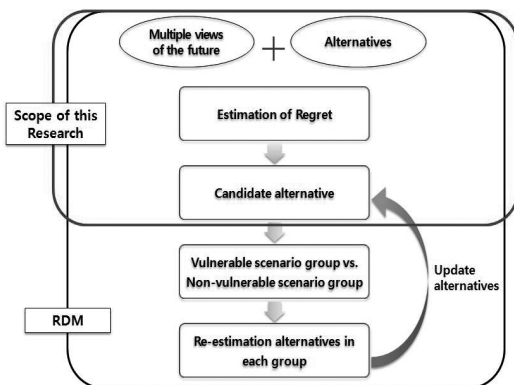 Multiple views
of the future
Alternatives
Scope of this
Research
Estimation of Regret
Candidate alternative
Vulnerable scenario group vs.
Non-vulnerable scenario group
Update
alternatives
RDM
Re-estimation alternatives in
each group